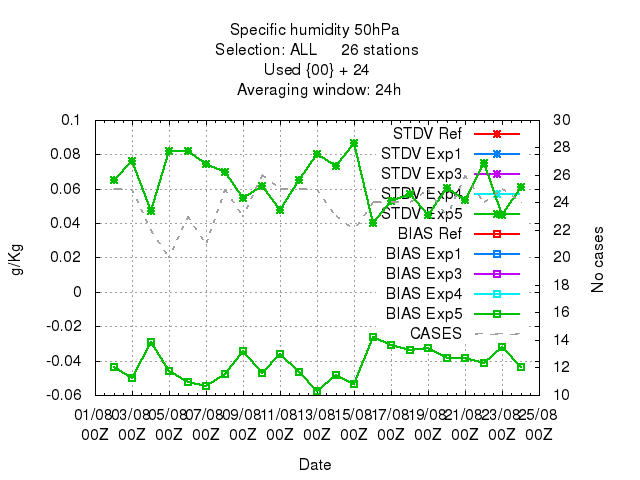 Specific humidity 50hPa
Selection: ALL 26 stations
Used {00} + 24
Averaging window: 24h
0.1
0.08
0.06
0.04
0.02
0
-0.02
-0.04
-0.06
g/Kg
30
28
26
24
22
20
18
16
14
12
10
No cases
STDV Ref
STDV Exp1
STDV Exp3
STDV Exp4
STDV Exp5
BIAS Ref
BIAS Exp1
BIAS Exp3
BIAS Exp4
BIAS Exp5
CASES
01/08 03/08 05/08 07/08 09/08 11/08 13/08 15/08 17/08 19/08 21/08 23/08 25/08
00Z 00Z 00Z 00Z 00Z 00Z 00Z 00Z 00Z 00Z 00Z 00Z 00Z
Date